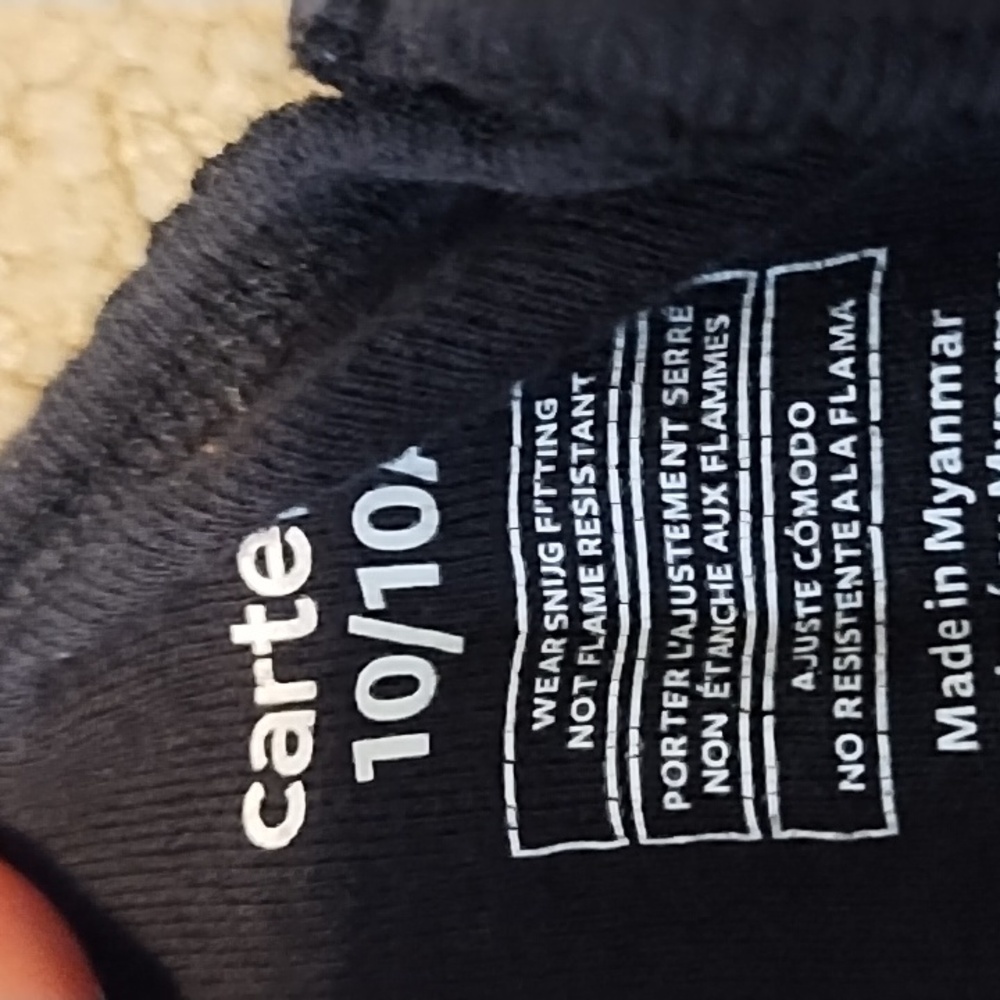 carte
10/10
WEAR SNUG FITTING
NOT FLAME RESISTANT
PORTER L'AJUSTEMENT SERRÉ
NON ÉTANCHE AUX FLAMMES
AJUSTE CÓMODO
NO RESISTENTE A LA FLAMA
Made in Myanmar